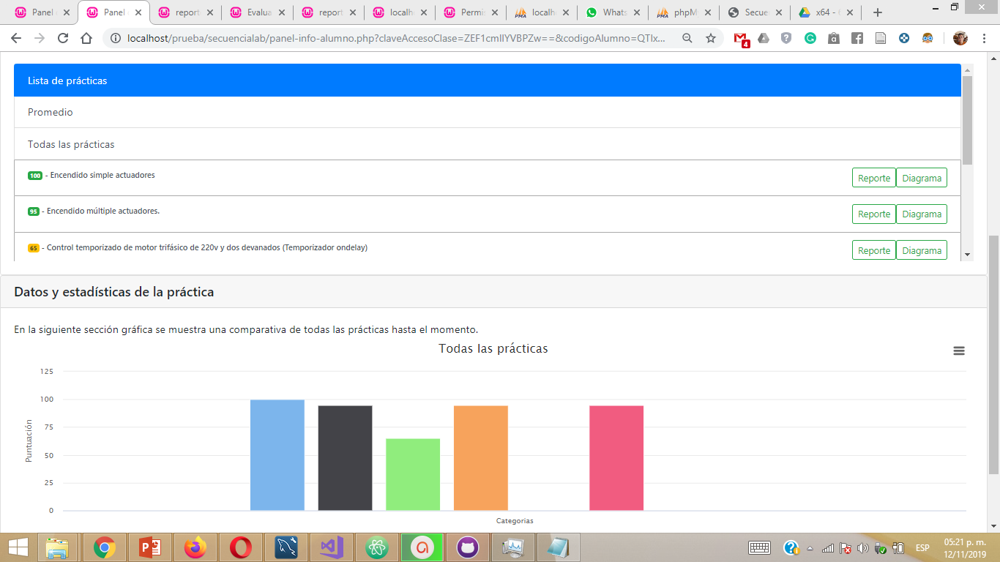 Panel
Panel
report
Evalua
report
localh
Permis
localh
Whats
phpM
Secue
x64 -
localhost/prueba/secuencialab/panel-info-alumno.php?claveAccesoClase=ZEF1cmlIYVBPZw==&codigoAlumno=QTIx...
4
Lista de prácticas
Promedio
Todas las prácticas
100 - Encendido simple actuadores
Reporte Diagrama
95 - Encendido múltiple actuadores.
Reporte Diagrama
65 - Control temporizado de motor trifásico de 220v y dos devanados (Temporizador ondelay)
Reporte Diagrama
Datos y estadísticas de la práctica
En la siguiente sección gráfica se muestra una comparativa de todas las prácticas hasta el momento.
Todas las prácticas
125
100
75
50
25
0
Puntuación
Categorias
ESP
05:21 p. m.
12/11/2019